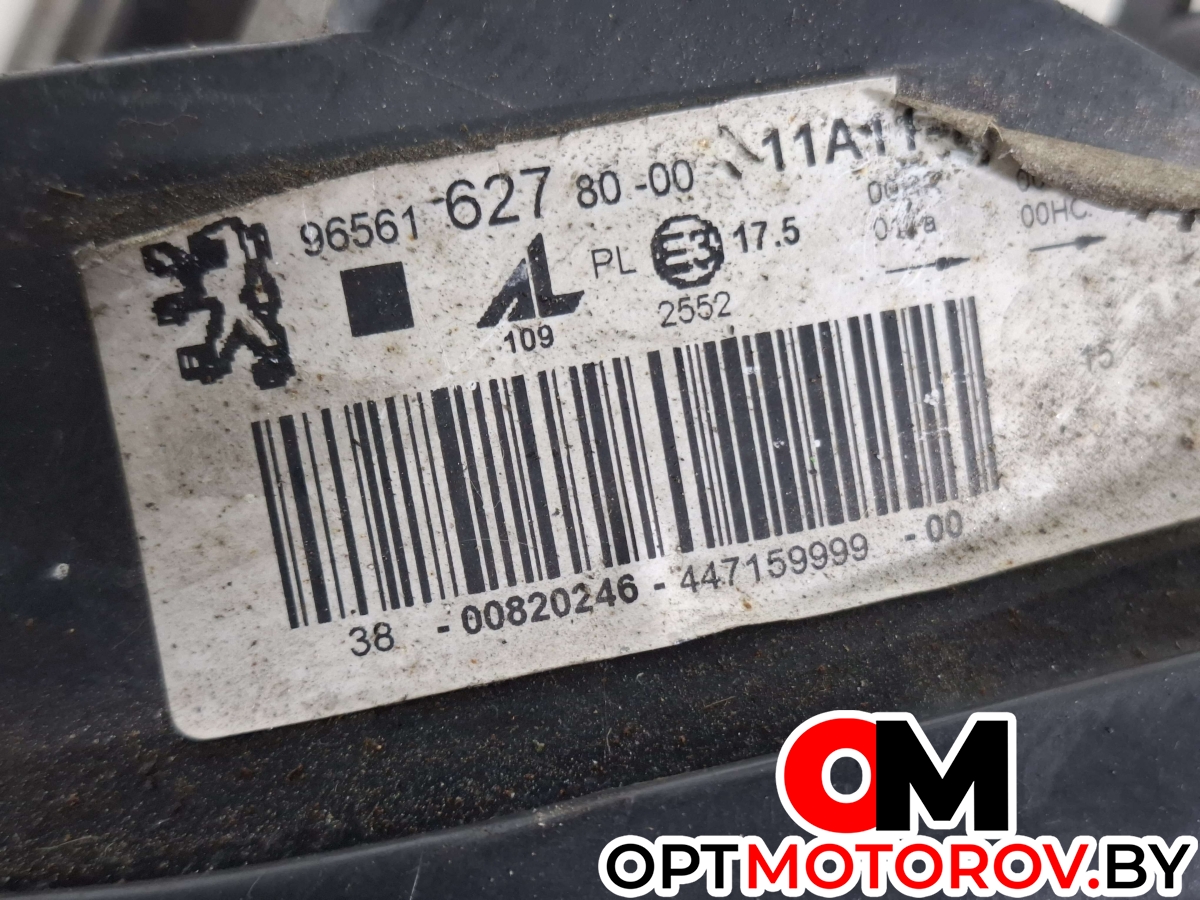 96561 627 80-00 11A11
AL PL E3 17.5
109 2552
00HC
15
38 - 00820246 - 447159999 - 00
OM
OPTMOTOROV.BY